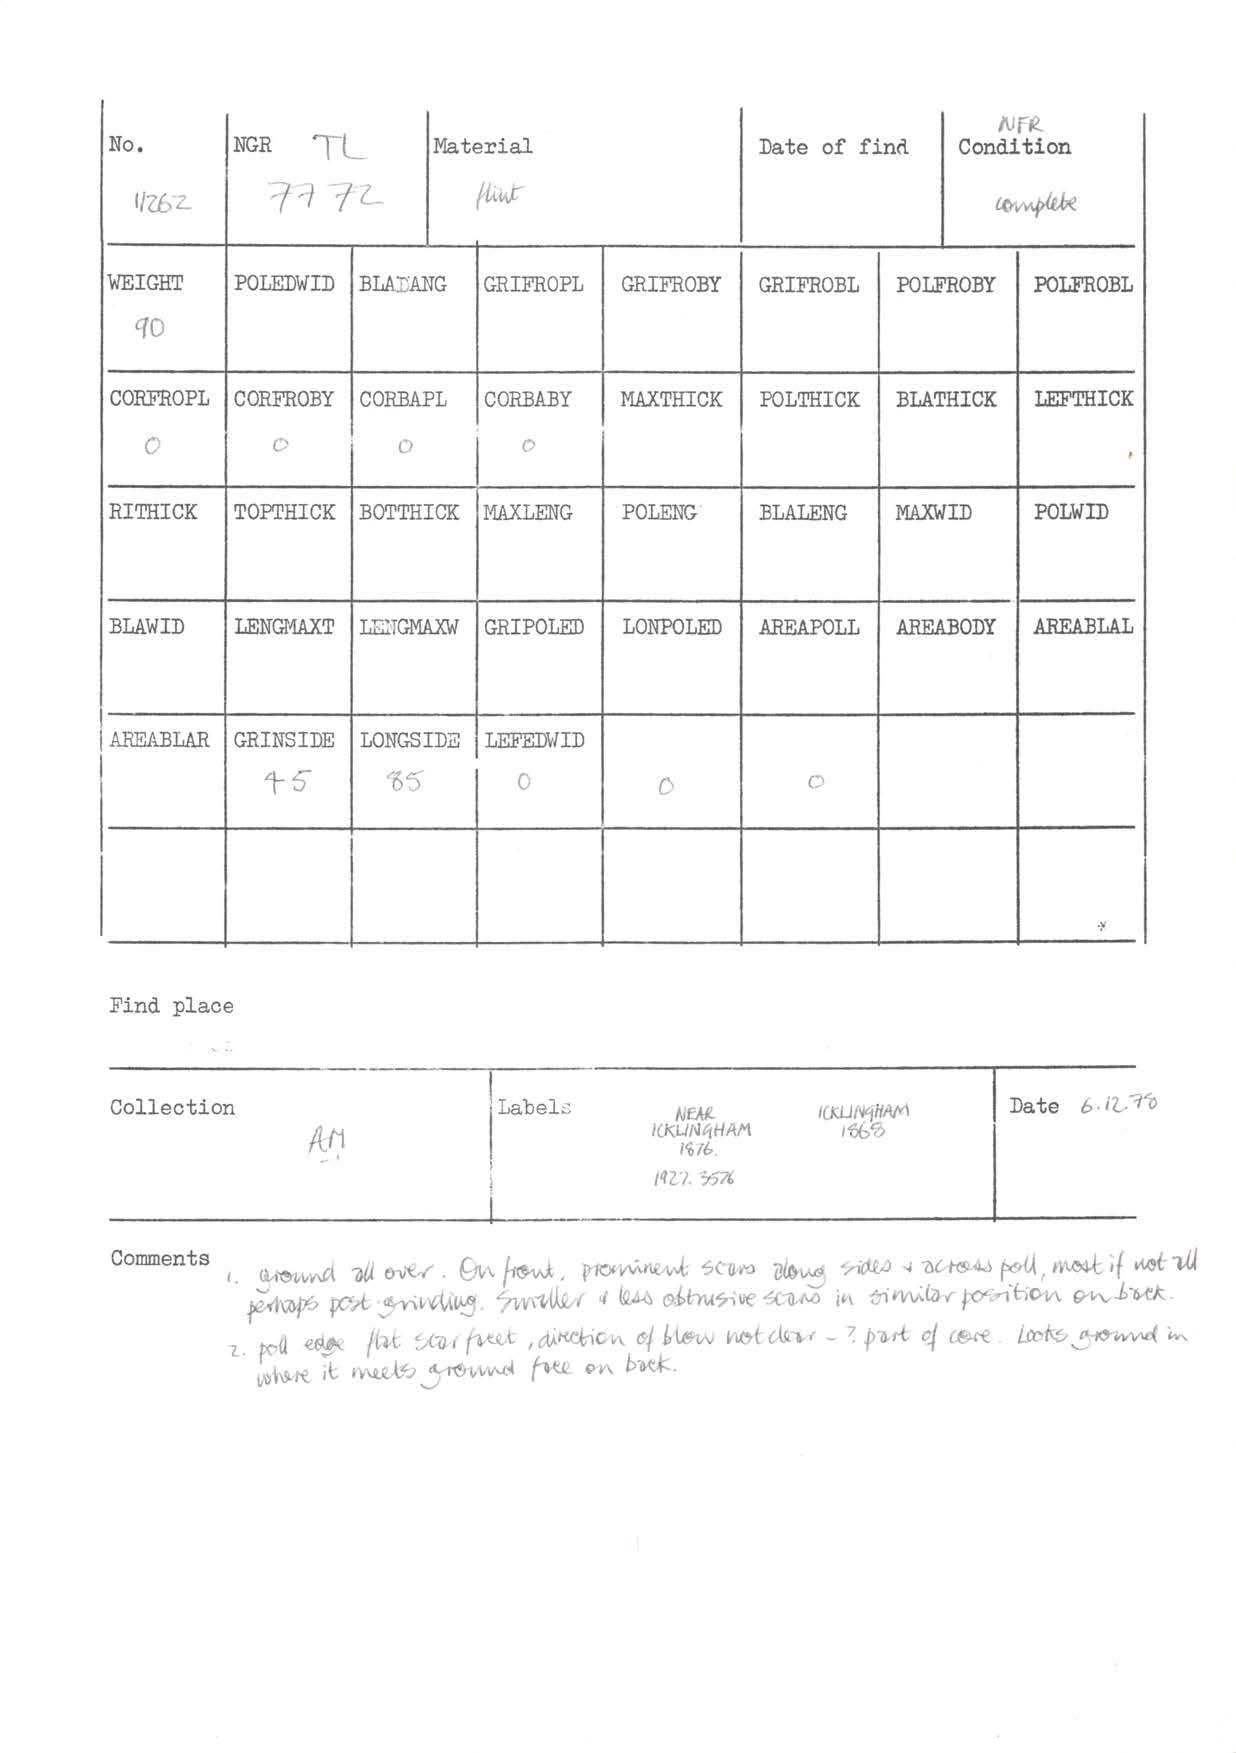 No.
11262
NGR TL
7772
Material
flint
Date of find
NFR
Condition
complete
WEIGHT POLEDWID BLADANG GRIFROPL GRIFROBY GRIFROBL POLFROBY POLFROBL
90
CORFROPL CORFROBY CORBAPL CORBABY MAXTHICK POLTHICK BLATHICK LEFTHICK
0 0 0 0
RITHICK TOPTHICK BOTTHICK MAXLENG POLENG BLALENG MAXWID POLWID
BLAWID LENGMAXT LENGMAXW GRIPOLED LONPOLED AREAPOLL AREABODY AREABLAL
AREABLAR GRINSIDE LONGSIDE LEFEDWID
45 85 0 0 0
Find place
Collection
AM
Labels
NEAR
ICKLINGHAM
1876.
1927. 3576
ICKLINGHAM
1868
Date 6.12.78
Comments
1. ground all over. On front, prominent scars along sides + across poll, most if not all
perhaps post-grinding. Smaller & less obtrusive scars in similar position on back.
2. poll edge flat scar facet, direction of blow not clear - ? part of core. Looks ground in
where it meets ground face on back.